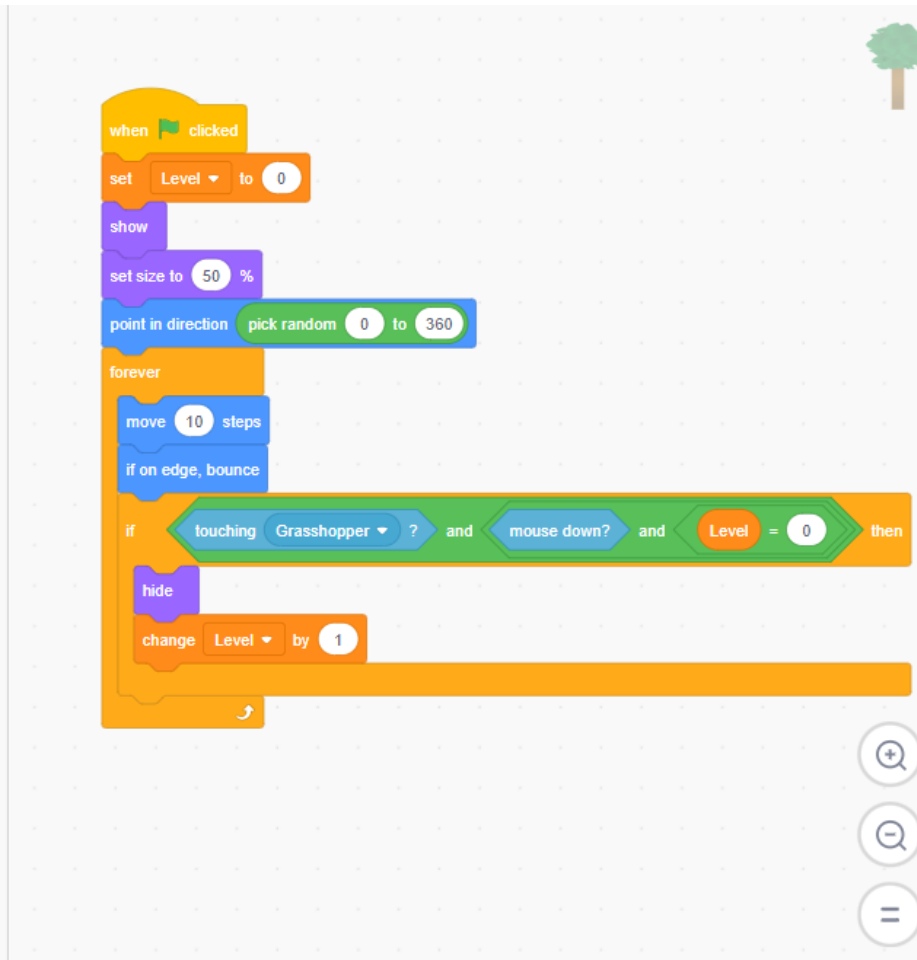 when clicked
set Level to 0
show
set size to 50 %
point in direction pick random 0 to 360
forever
move 10 steps
if on edge, bounce
if touching Grasshopper ? and mouse down? and Level = 0 then
hide
change Level by 1